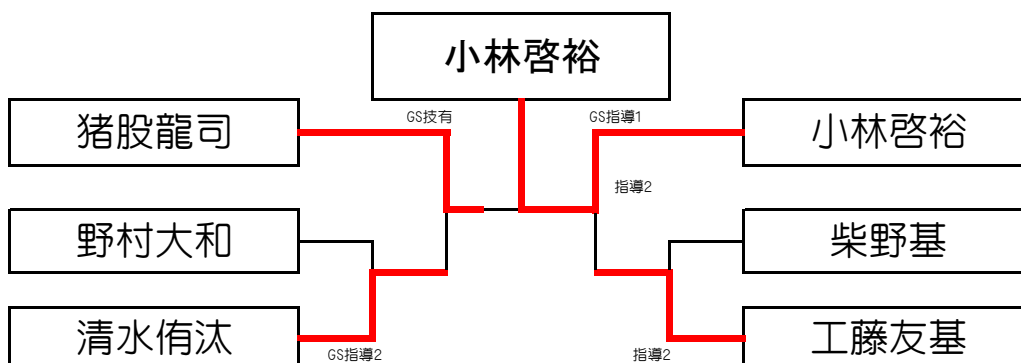 小林啓裕
GS技有
GS指導1
猪股龍司
小林啓裕
指導2
野村大和
柴野基
清水侑汰
工藤友基
GS指導2
指導2